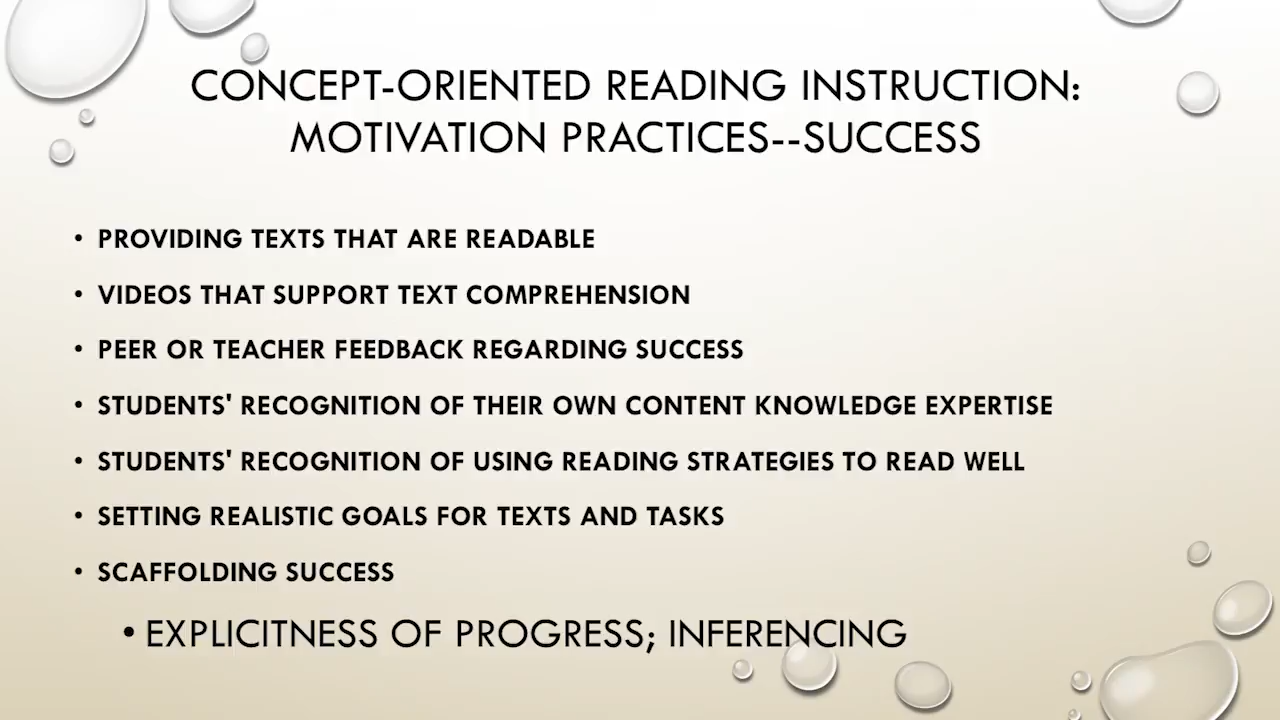 CONCEPT-ORIENTED READING INSTRUCTION:
MOTIVATION PRACTICES--SUCCESS
• PROVIDING TEXTS THAT ARE READABLE
• VIDEOS THAT SUPPORT TEXT COMPREHENSION
• PEER OR TEACHER FEEDBACK REGARDING SUCCESS
• STUDENTS' RECOGNITION OF THEIR OWN CONTENT KNOWLEDGE EXPERTISE
• STUDENTS' RECOGNITION OF USING READING STRATEGIES TO READ WELL
• SETTING REALISTIC GOALS FOR TEXTS AND TASKS
• SCAFFOLDING SUCCESS
• EXPLICITNESS OF PROGRESS; INFERENCING